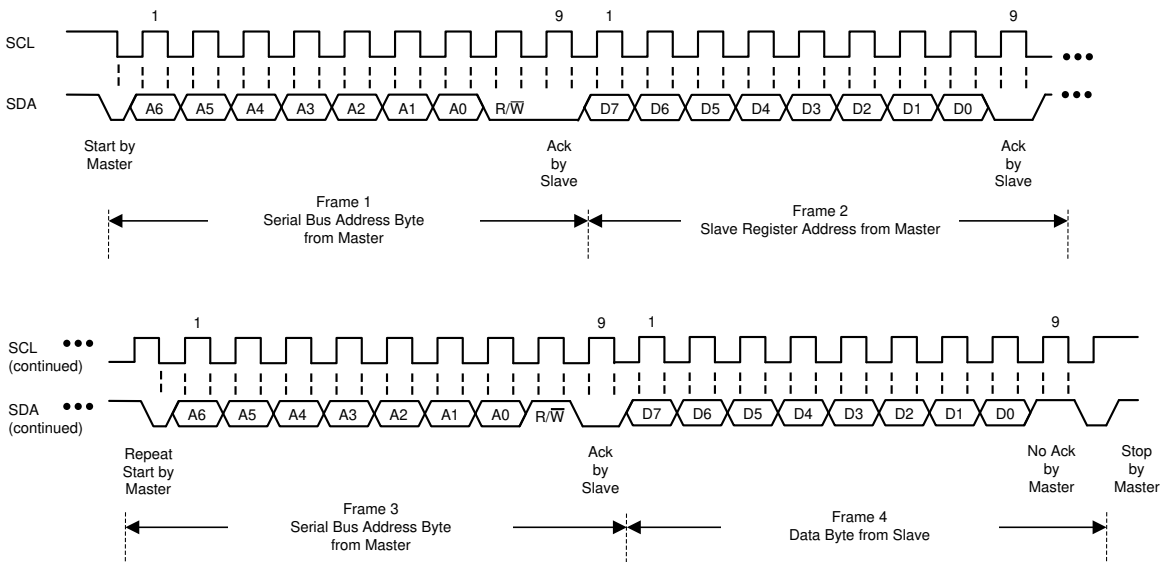 1 9 1 9
SCL
SDA
A6 A5 A4 A3 A2 A1 A0 R/W̅ D7 D6 D5 D4 D3 D2 D1 D0
Start by
Master
Ack
by
Slave
Ack
by
Slave
Frame 1
Serial Bus Address Byte
from Master
Frame 2
Slave Register Address from Master
1 9 1 9
SCL
(continued)
SDA
(continued)
A6 A5 A4 A3 A2 A1 A0 R/W̅ D7 D6 D5 D4 D3 D2 D1 D0
Repeat
Start by
Master
Ack
by
Slave
No Ack
by
Master
Stop
by
Master
Frame 3
Serial Bus Address Byte
from Master
Frame 4
Data Byte from Slave